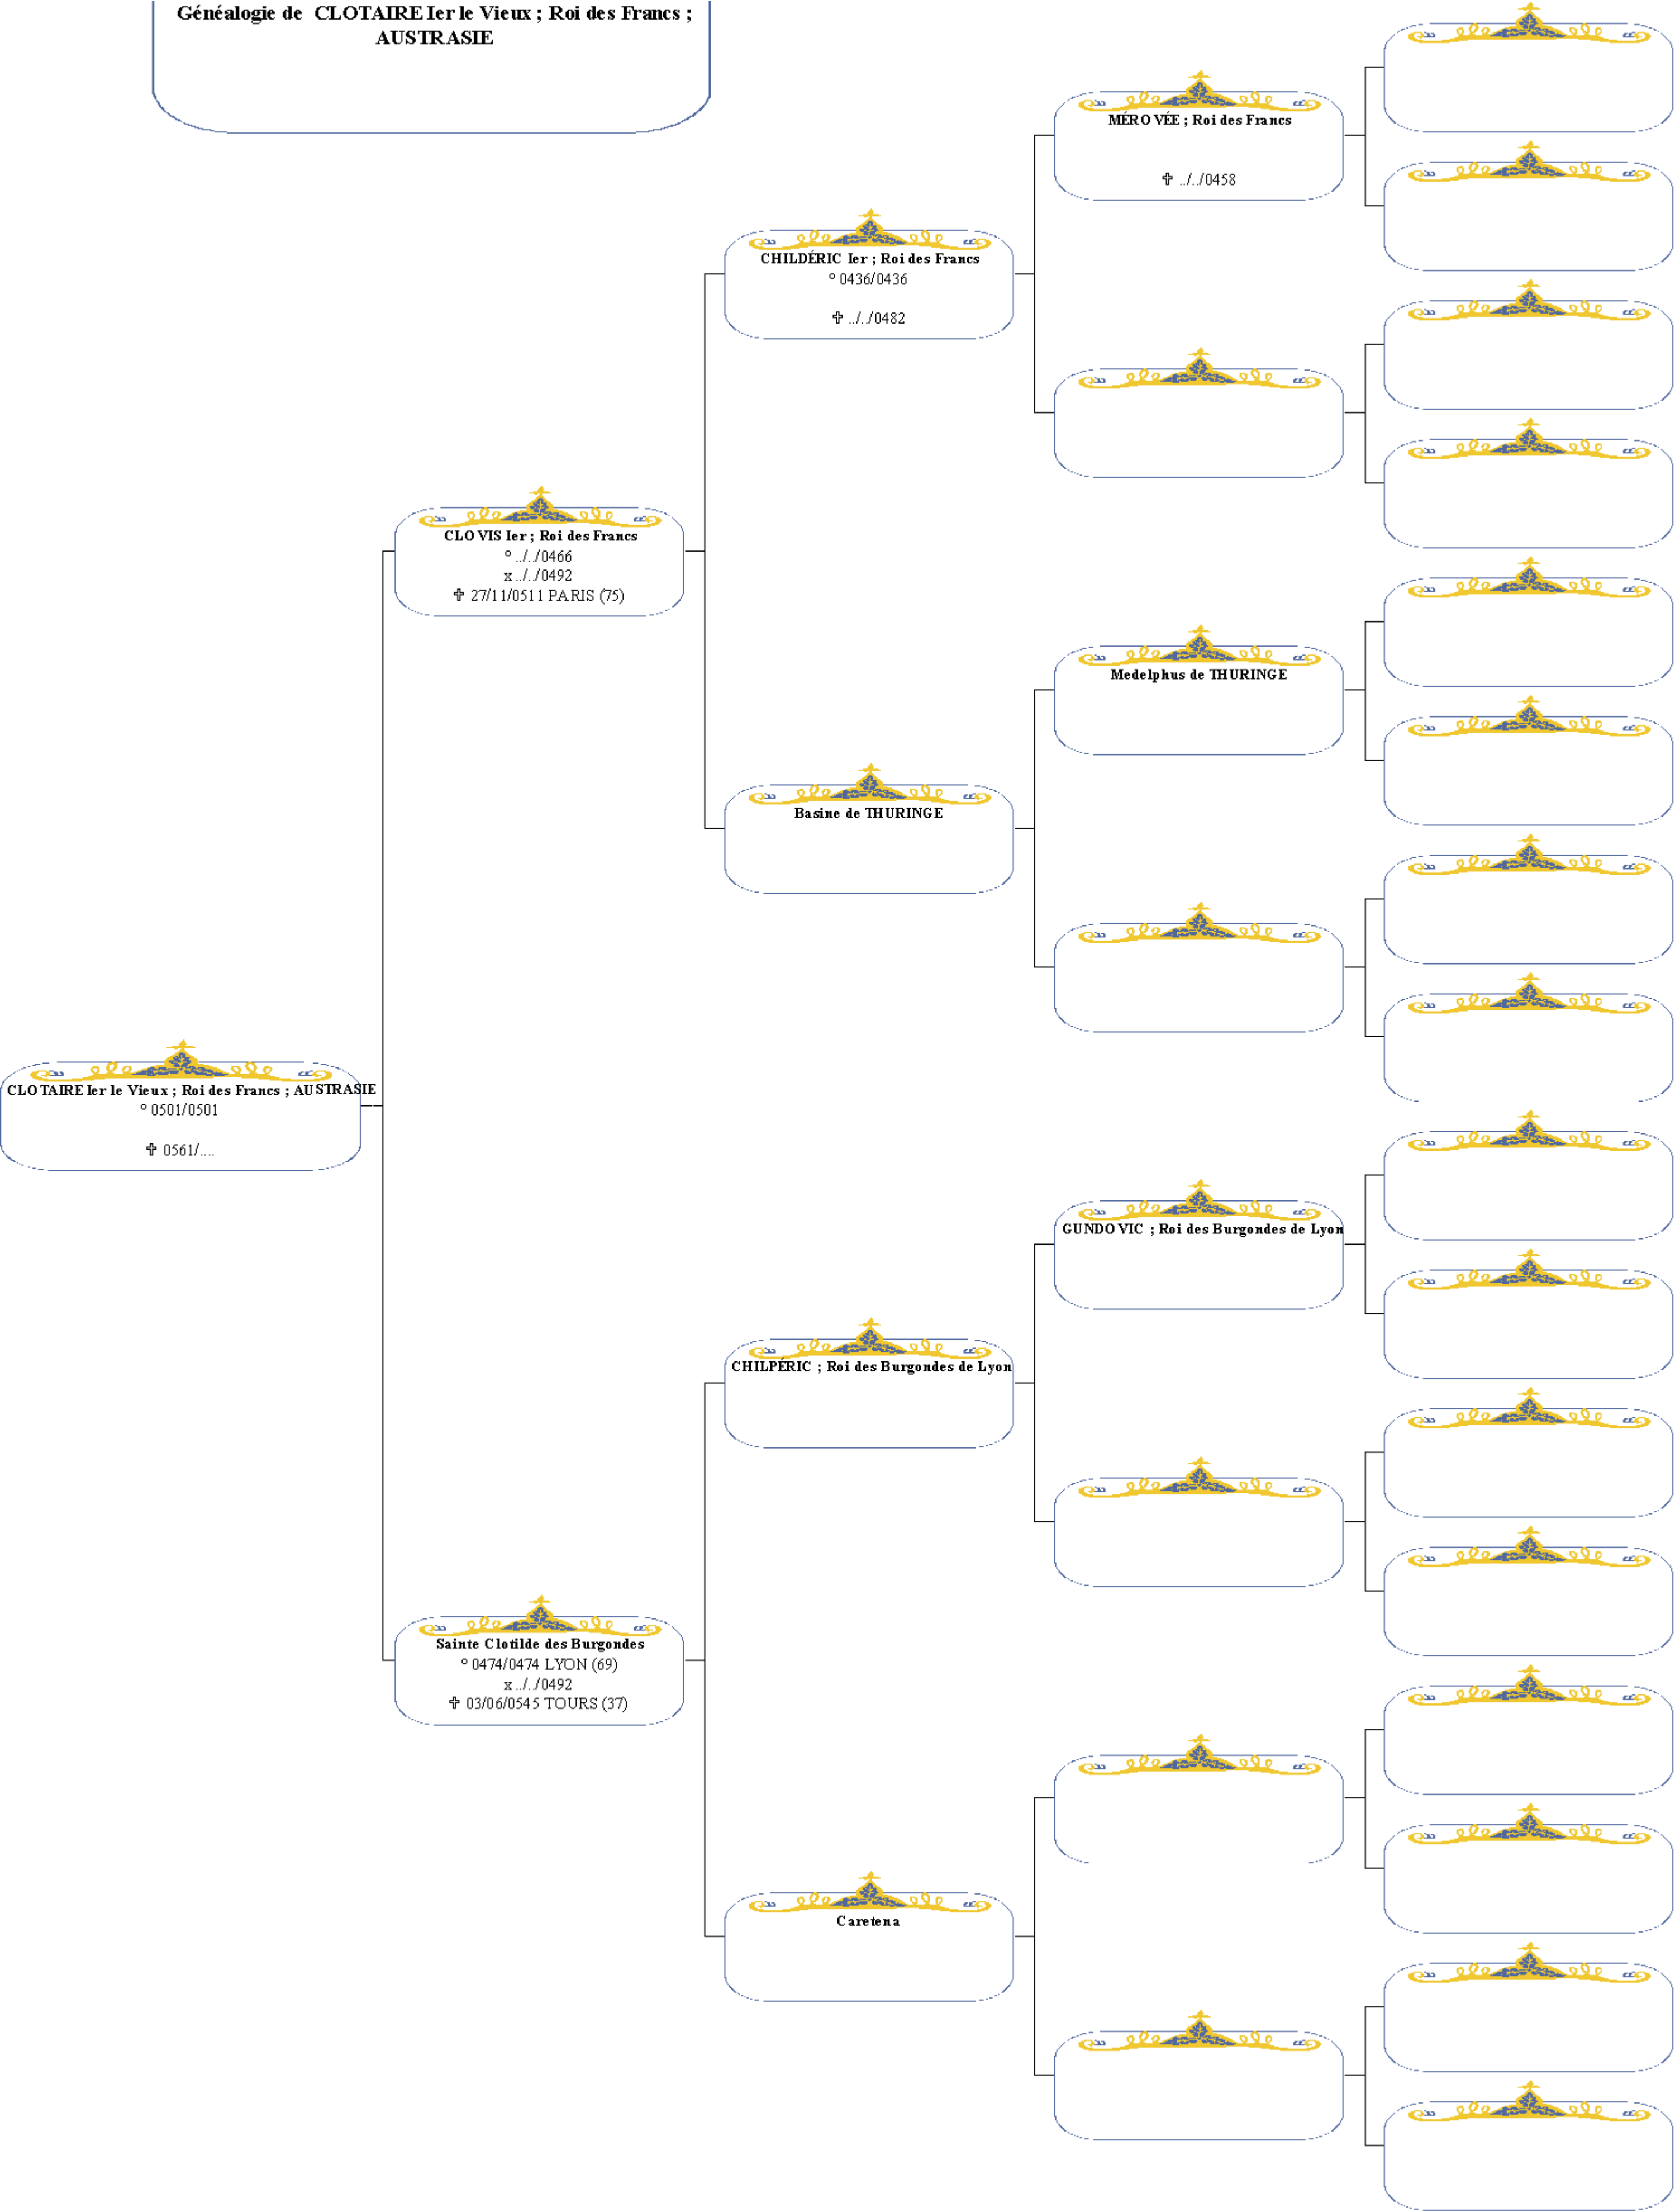 Généalogie de CLOTAIRE Ier le Vieux ; Roi des Francs ;
AUSTRASIE
MÉROVÉE ; Roi des Francs
✞ ../../0458
CHILDÉRIC Ier ; Roi des Francs
° 0436/0436
✞ ../../0482
CLOVIS Ier ; Roi des Francs
° ../../0466
x ../../0492
✞ 27/11/0511 PARIS (75)
Medelphus de THURINGE
Basine de THURINGE
CLOTAIRE Ier le Vieux ; Roi des Francs ; AUSTRASIE
° 0501/0501
✞ 0561/....
GUNDOVIC ; Roi des Burgondes de Lyon
CHILPÉRIC ; Roi des Burgondes de Lyon
Sainte Clotilde des Burgondes
° 0474/0474 LYON (69)
x ../../0492
✞ 03/06/0545 TOURS (37)
Caretena